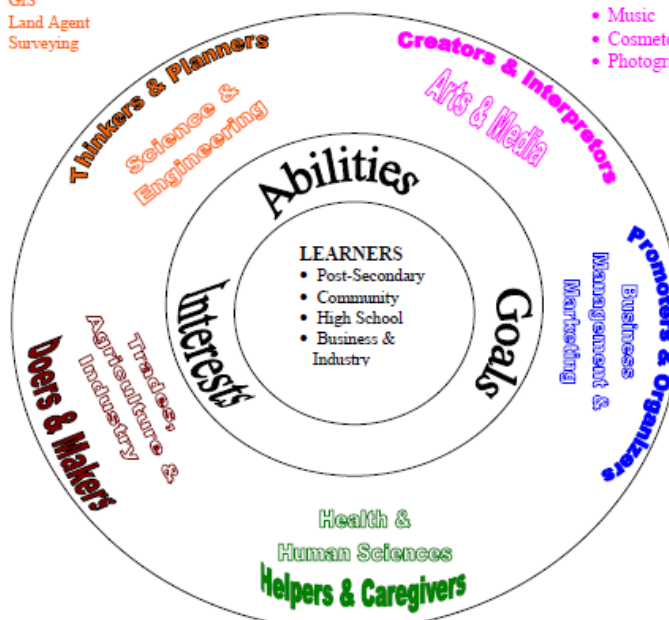 GIS
Land Agent
Surveying
• Music
• Photogra
Thinkers & Planners
Science &
Engineering
Creators & Interpretors
Arts & Media
Abilities
LEARNERS
• Post-Secondary
• Community
• High School
• Business &
Industry
Interests
Goals
Promoters & Organizers
Business
Management &
Marketing
Trades,
Agriculture &
Industry
Doers & Makers
Health &
Human Sciences
Helpers & Caregivers